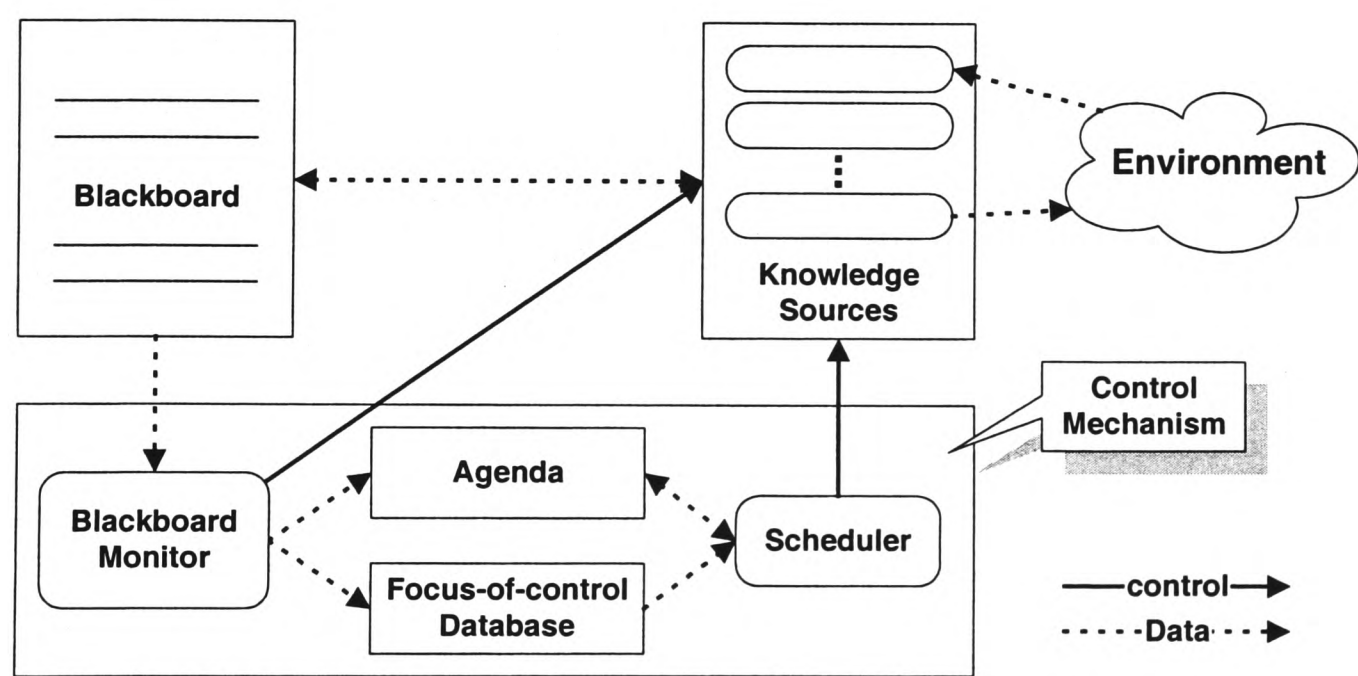 Environment
Blackboard
Knowledge
Sources
Control
Mechanism
Agenda
Blackboard
Monitor
Scheduler
Focus-of-control
Database
control
Data